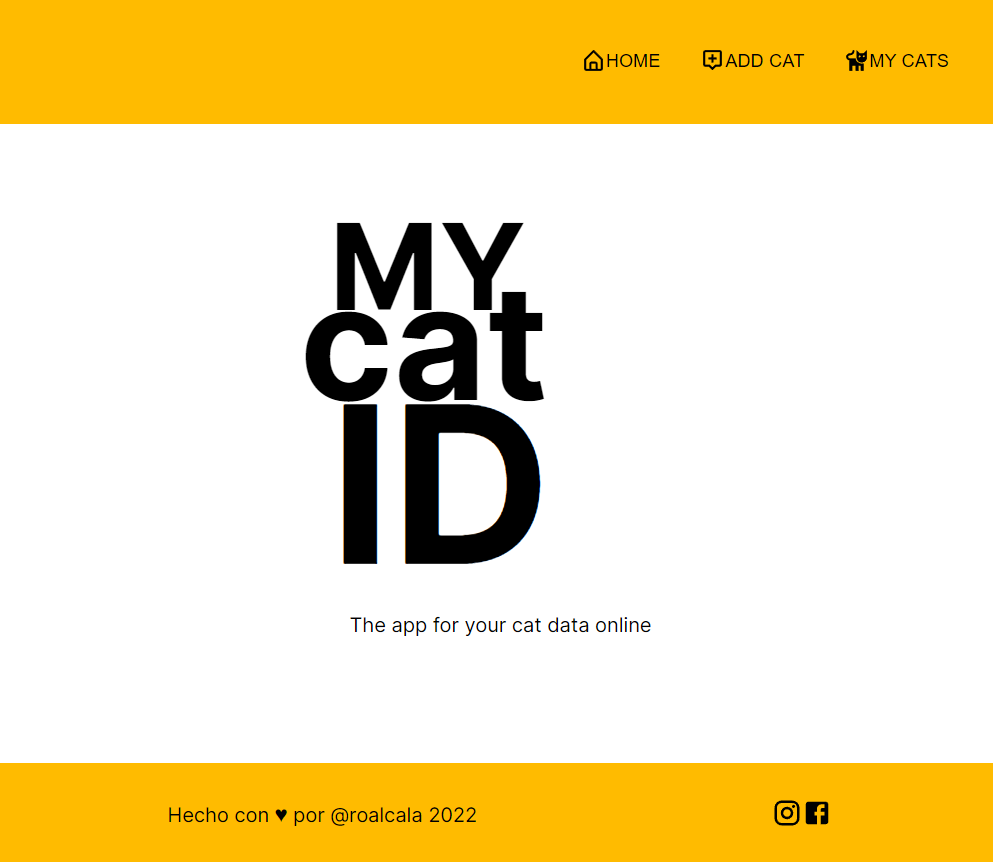 HOME ADD CAT MY CATS
MY
cat
ID
The app for your cat data online
Hecho con ♥ por @roalcala 2022